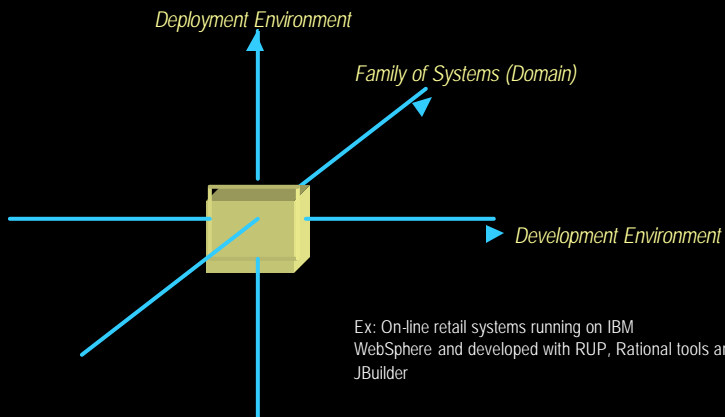 Deployment Environment
Family of Systems (Domain)
Development Environment
Ex: On-line retail systems running on IBM
WebSphere and developed with RUP, Rational tools
JBuilder